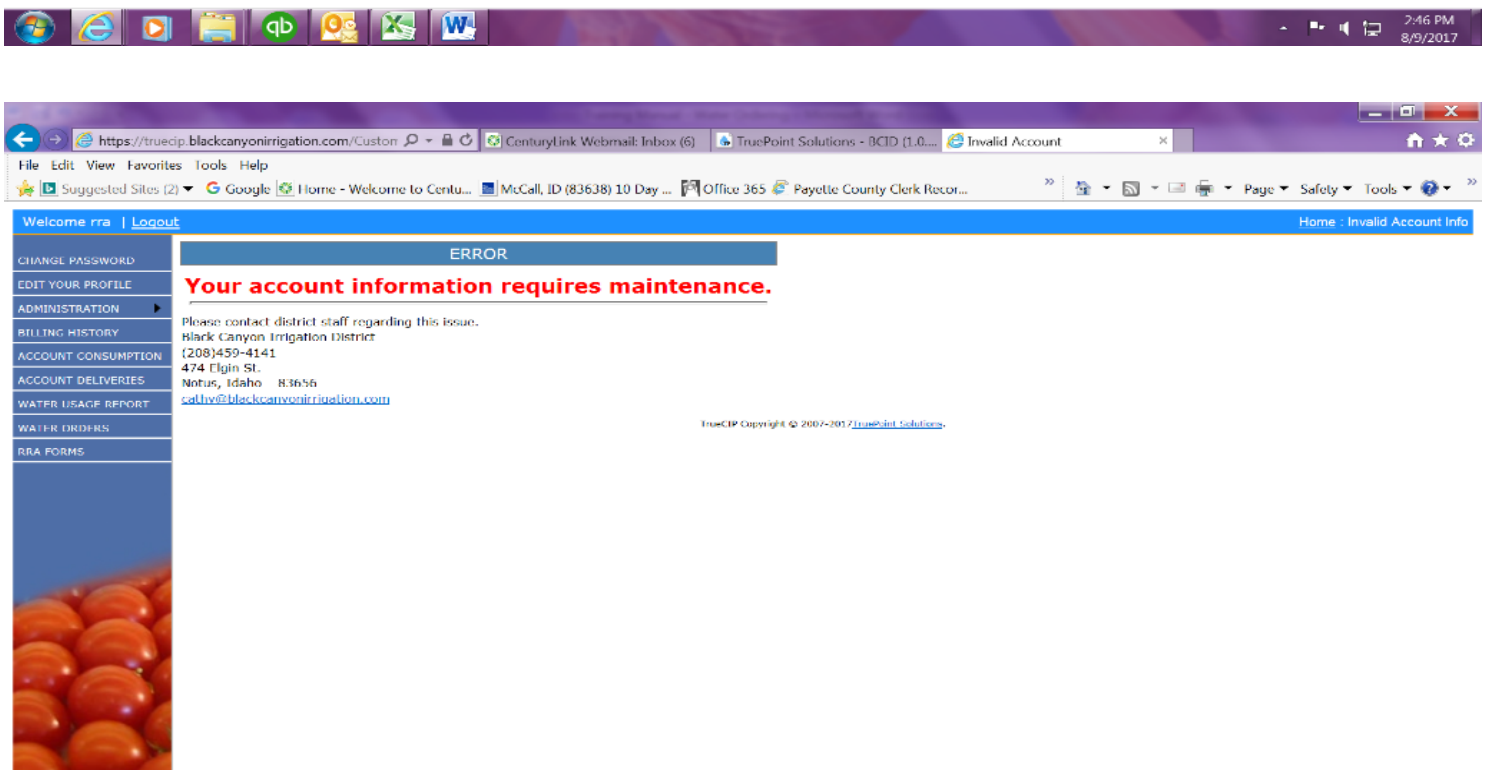 2:46 PM
8/9/2017
https://truecip.blackcanyonirrigation.com/Custom
CenturyLink Webmail: Inbox (6)
TruePoint Solutions - BCID (1.0....
Invalid Account
File Edit View Favorites Tools Help
Suggested Sites (2)
Google
Home - Welcome to Centu...
McCall, ID (83638) 10 Day ...
Office 365
Payette County Clerk Recor...
Page
Safety
Tools
Welcome rra | Logout
Home : Invalid Account Info
CHANGE PASSWORD
EDIT YOUR PROFILE
ADMINISTRATION
BILLING HISTORY
ACCOUNT CONSUMPTION
ACCOUNT DELIVERIES
WATER USAGE REPORT
WATER ORDERS
RRA FORMS
ERROR
Your account information requires maintenance.
Please contact district staff regarding this issue.
Black Canyon Irrigation District
(208)459-4141
474 Elgin St.
Notus, Idaho 83656
cathy@blackcanyonirrigation.com
TrueCIP Copyright © 2007-2017TruePoint Solutions.